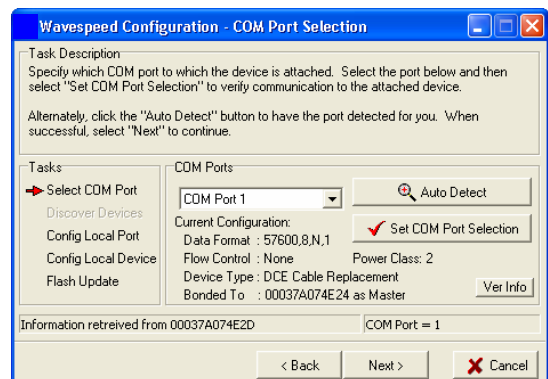 Wavespeed Configuration - COM Port Selection
Task Description
Specify which COM port to which the device is attached. Select the port below and then
select "Set COM Port Selection" to verify communication to the attached device.
Alternately, click the "Auto Detect" button to have the port detected for you. When
successful, select "Next" to continue.
Tasks
Select COM Port
Discover Devices
Config Local Port
Config Local Device
Flash Update
COM Ports
COM Port 1
Auto Detect
Set COM Port Selection
Current Configuration:
Data Format : 57600,8,N,1
Flow Control : None Power Class: 2
Device Type : DCE Cable Replacement
Bonded To : 00037A074E24 as Master
Ver Info
Information retreived from 00037A074E2D
COM Port = 1
< Back
Next >
Cancel